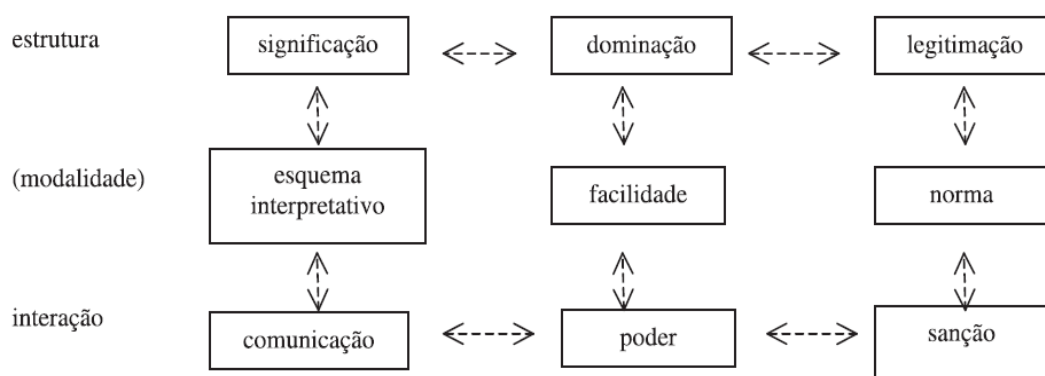 estrutura
significação
dominação
legitimação
(modalidade)
esquema
interpretativo
facilidade
norma
interação
comunicação
poder
sanção